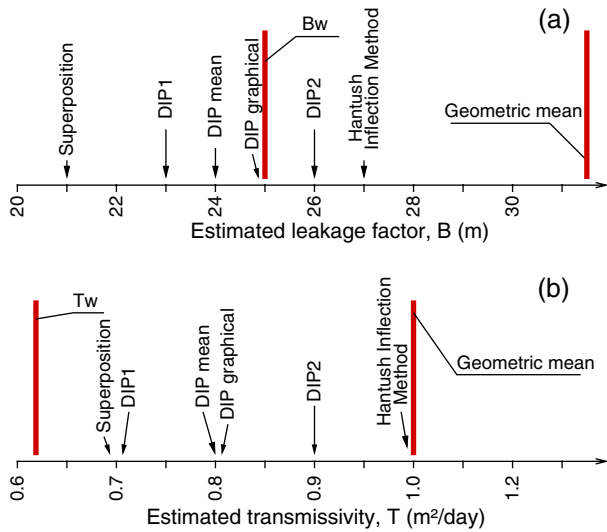 (a)
Bw
Superposition
DIP1
DIP mean
DIP graphical
DIP2
Hantush
Inflection Method
Geometric mean
20 22 24 26 28 30
Estimated leakage factor, B (m)
(b)
Tw
Superposition
DIP1
DIP mean
DIP graphical
DIP2
Hantush Inflection
Method
Geometric mean
0.6 0.7 0.8 0.9 1.0 1.2
Estimated transmissivity, T (m²/day)